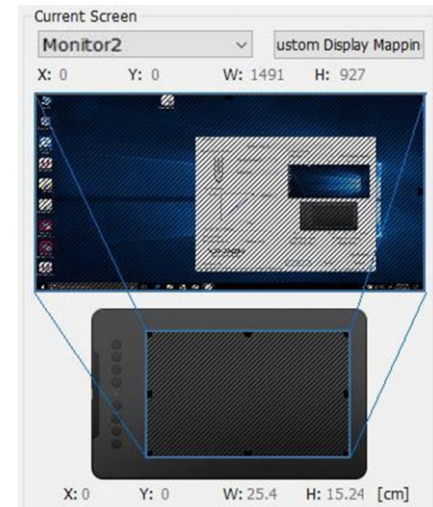 Current Screen
Monitor2
ustom Display Mappin
X: 0 Y: 0 W: 1491 H: 927
X: 0 Y: 0 W: 25.4 H: 15.24 [cm]